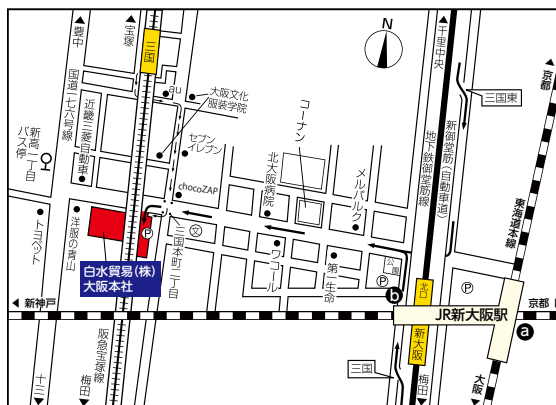 豊中
宝塚
三国
N
千里中央
京都
国道一七六号線
近畿三菱自動車
au
大阪文化
服装学院
コーナン
三国東
新高一丁目
バス停
セブン
イレブン
北大阪病院
メルパルク
地下鉄御堂筋線
新御堂筋(自動車道)
東海道本線
chocoZAP
トヨペット
洋服の青山
P
三国本町二丁目
文
ワコール
第一生命
公園
P
P
白水貿易(株)
大阪本社
b
北口
新神戸
JR新大阪駅
京都
新大阪
a
阪急宝塚線
三国
十三
梅田
梅田
大阪